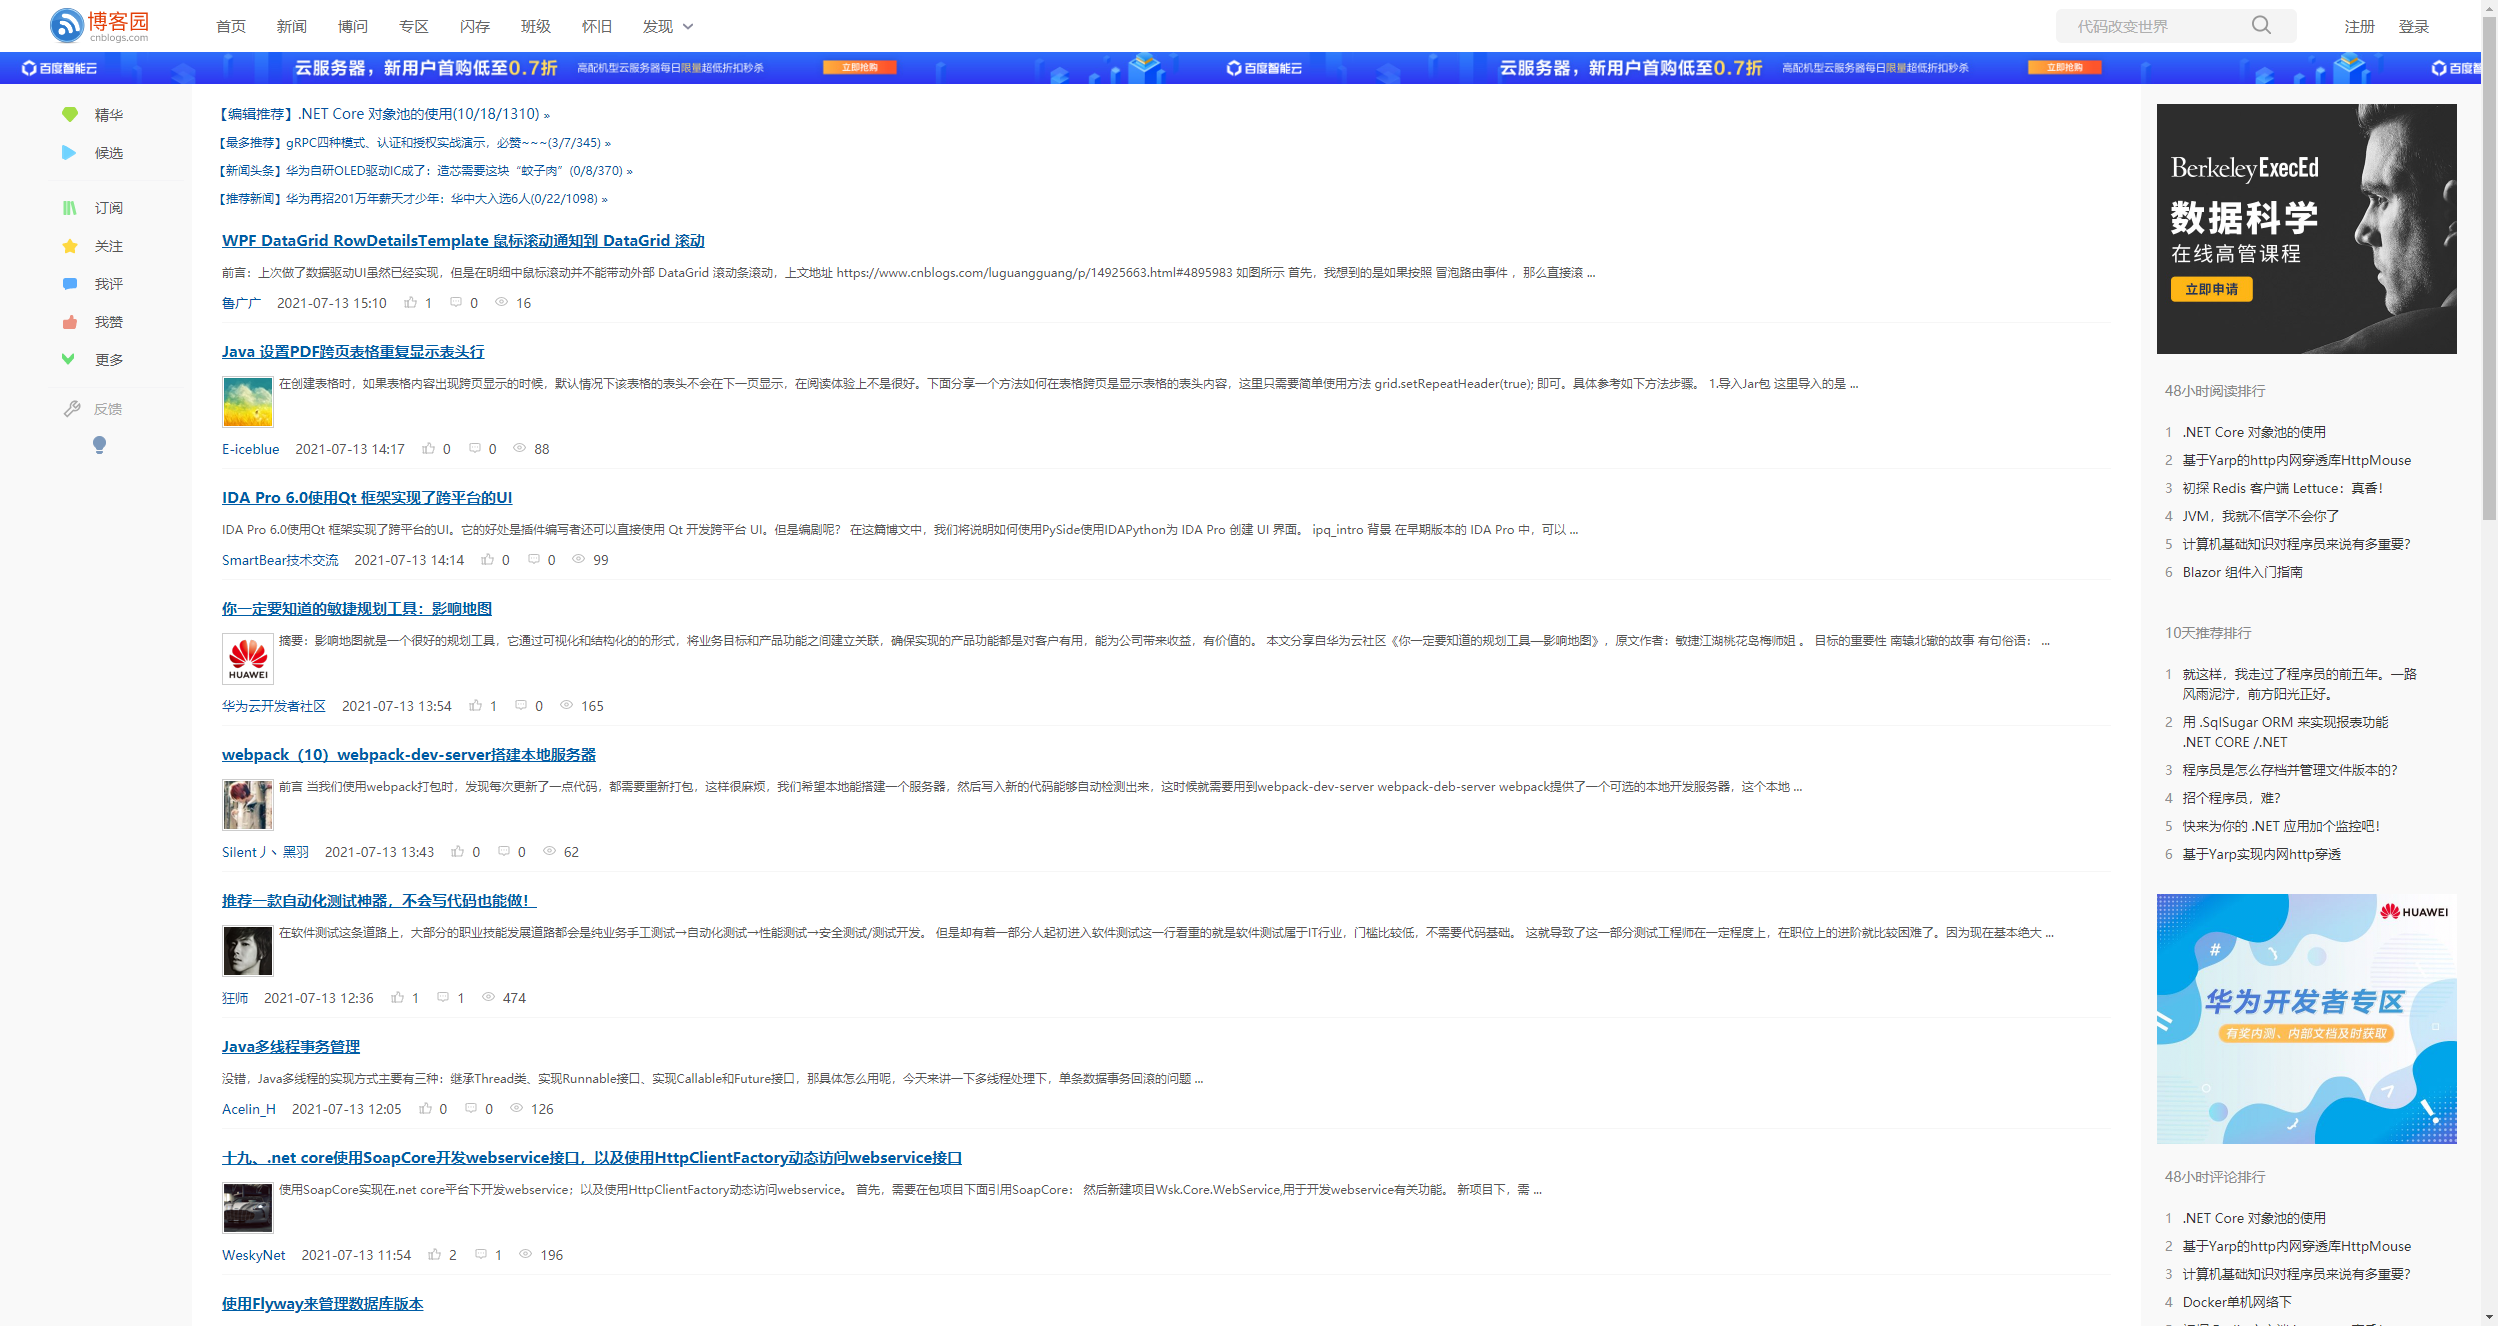 博客园
cnblogs.com
首页 新闻 博问 专区 闪存 班级 怀旧 发现
代码改变世界
注册 登录
百度智能云 云服务器，新用户首购低至0.7折 高配机型云服务器每日限量超低折扣秒杀 立即抢购 百度智能云 云服务器，新用户首购低至0.7折 高配机型云服务器每日限量超低折扣秒杀 立即抢购 百度智
精华
候选
订阅
关注
我评
我赞
更多
反馈
【编辑推荐】.NET Core 对象池的使用(10/18/1310) »
【最多推荐】gRPC四种模式、认证和授权实战演示，必赞~~~(3/7/345) »
【新闻头条】华为自研OLED驱动IC成了：造芯需要这块“蚊子肉”(0/8/370) »
【推荐新闻】华为再招201万年薪天才少年：华中大入选6人(0/22/1098) »
WPF DataGrid RowDetailsTemplate 鼠标滚动通知到 DataGrid 滚动
前言：上次做了数据驱动UI虽然已经实现，但是在明细中鼠标滚动并不能带动外部 DataGrid 滚动条滚动，上文地址 https://www.cnblogs.com/luguangguang/p/14925663.html#4895983 如图所示 首先，我想到的是如果按照 冒泡路由事件 ，那么直接滚 ...
鲁广广 2021-07-13 15:10 1 0 16
Java 设置PDF跨页表格重复显示表头行
在创建表格时，如果表格内容出现跨页显示的时候，默认情况下该表格的表头不会在下一页显示，在阅读体验上不是很好。下面分享一个方法如何在表格跨页是显示表格的表头内容，这里只需要简单使用方法 grid.setRepeatHeader(true); 即可。具体参考如下方法步骤。 1.导入Jar包 这里导入的是 ...
E-iceblue 2021-07-13 14:17 0 0 88
IDA Pro 6.0使用Qt 框架实现了跨平台的UI
IDA Pro 6.0使用Qt 框架实现了跨平台的UI。它的好处是插件编写者还可以直接使用 Qt 开发跨平台 UI。但是编剧呢？ 在这篇博文中，我们将说明如何使用PySide使用IDAPython为 IDA Pro 创建 UI 界面。 ipq_intro 背景 在早期版本的 IDA Pro 中，可以 ...
SmartBear技术交流 2021-07-13 14:14 0 0 99
你一定要知道的敏捷规划工具：影响地图
HUAWEI
摘要：影响地图就是一个很好的规划工具，它通过可视化和结构化的的形式，将业务目标和产品功能之间建立关联，确保实现的产品功能都是对客户有用，能为公司带来收益，有价值的。 本文分享自华为云社区《你一定要知道的规划工具—影响地图》，原文作者：敏捷江湖桃花岛梅师姐 。 目标的重要性 南辕北辙的故事 有句俗语： ...
华为云开发者社区 2021-07-13 13:54 1 0 165
webpack（10）webpack-dev-server搭建本地服务器
前言 当我们使用webpack打包时，发现每次更新了一点代码，都需要重新打包，这样很麻烦，我们希望本地能搭建一个服务器，然后写入新的代码能够自动检测出来，这时候就需要用到webpack-dev-server webpack-deb-server webpack提供了一个可选的本地开发服务器，这个本地 ...
Silent丿丶黑羽 2021-07-13 13:43 0 0 62
推荐一款自动化测试神器，不会写代码也能做！
在软件测试这条道路上，大部分的职业技能发展道路都会是纯业务手工测试→自动化测试→性能测试→安全测试/测试开发。 但是却有着一部分人起初进入软件测试这一行看重的就是软件测试属于IT行业，门槛比较低，不需要代码基础。 这就导致了这一部分测试工程师在一定程度上，在职位上的进阶就比较困难了。因为现在基本绝大 ...
狂师 2021-07-13 12:36 1 1 474
Java多线程事务管理
没错，Java多线程的实现方式主要有三种：继承Thread类、实现Runnable接口、实现Callable和Future接口，那具体怎么用呢，今天来讲一下多线程处理下，单条数据事务回滚的问题 ...
Acelin_H 2021-07-13 12:05 0 0 126
十九、.net core使用SoapCore开发webservice接口，以及使用HttpClientFactory动态访问webservice接口
使用SoapCore实现在.net core平台下开发webservice；以及使用HttpClientFactory动态访问webservice。 首先，需要在包项目下面引用SoapCore： 然后新建项目Wsk.Core.WebService,用于开发webservice有关功能。 新项目下，需 ...
WeskyNet 2021-07-13 11:54 2 1 196
使用Flyway来管理数据库版本
Berkeley ExecEd
数据科学
在线高管课程
立即申请
48小时阅读排行
1 .NET Core 对象池的使用
2 基于Yarp的http内网穿透库HttpMouse
3 初探 Redis 客户端 Lettuce：真香！
4 JVM，我就不信学不会你了
5 计算机基础知识对程序员来说有多重要?
6 Blazor 组件入门指南
10天推荐排行
1 就这样，我走过了程序员的前五年。一路
风雨泥泞，前方阳光正好。
2 用 .SqlSugar ORM 来实现报表功能
.NET CORE /.NET
3 程序员是怎么存档并管理文件版本的?
4 招个程序员，难?
5 快来为你的 .NET 应用加个监控吧!
6 基于Yarp实现内网http穿透
HUAWEI
华为开发者专区
有奖内测、内部文档及时获取
48小时评论排行
1 .NET Core 对象池的使用
2 基于Yarp的http内网穿透库HttpMouse
3 计算机基础知识对程序员来说有多重要?
4 Docker单机网络下